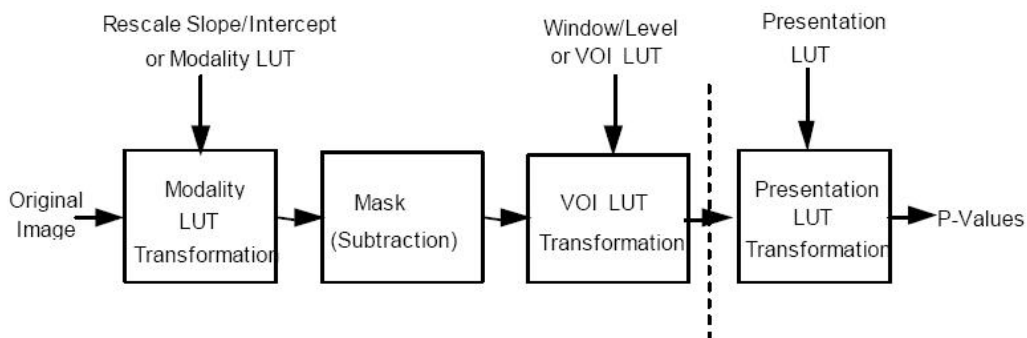 Rescale Slope/Intercept
or Modality LUT
Window/Level
or VOI LUT
Presentation
LUT
Original
Image
Modality
LUT
Transformation
Mask
(Subtraction)
VOI LUT
Transformation
Presentation
LUT
Transformation
P-Values